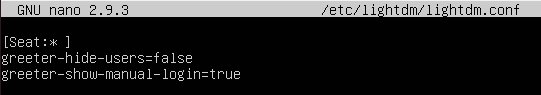 GNU nano 2.9.3 /etc/lightdm/lightdm.conf
[Seat:* ]
greeter-hide-users=false
greeter-show-manual-login=true